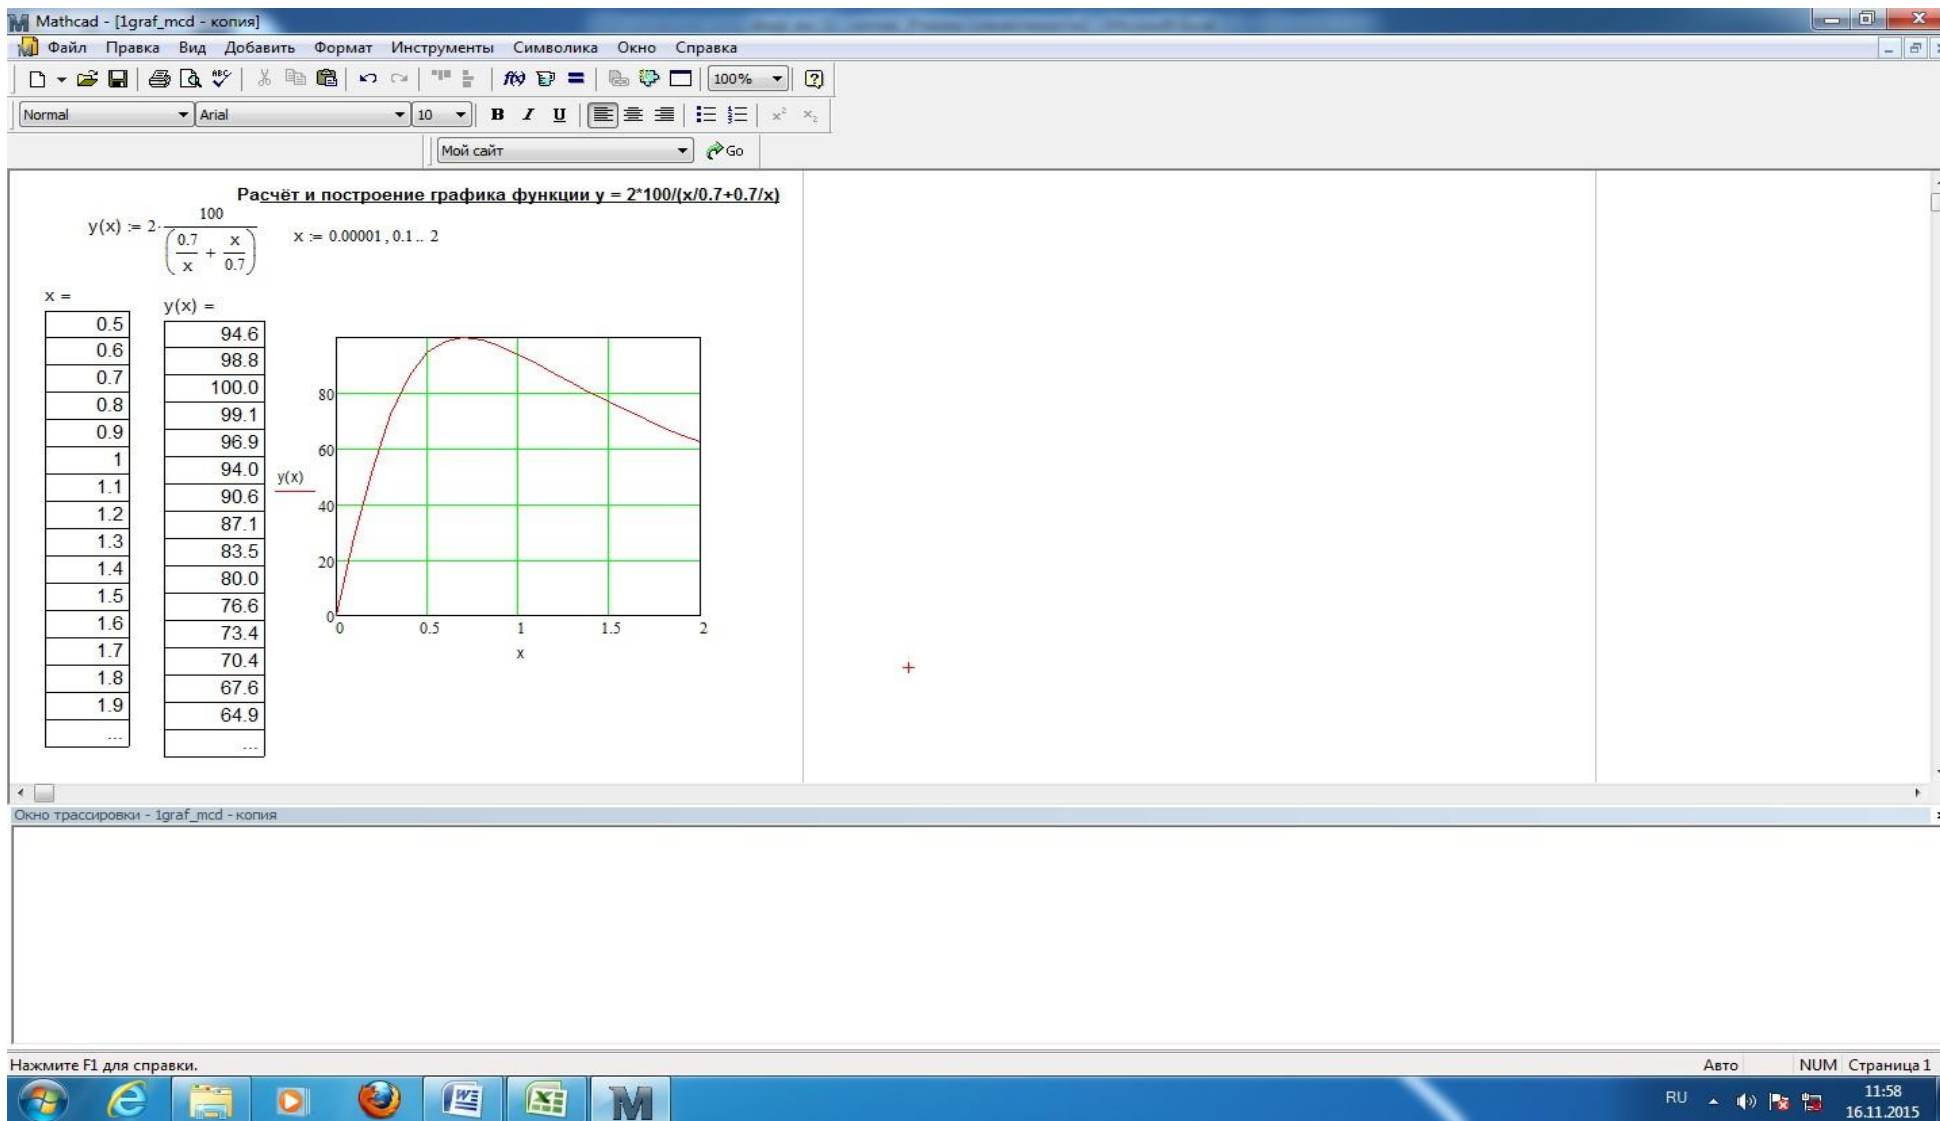 Mathcad - [1graf_mcd - копия]
Файл Правка Вид Добавить Формат Инструменты Символика Окно Справка
100%
Normal Arial 10 B I U
Мой сайт Go
Расчёт и построение графика функции y = 2*100/(x/0.7+0.7/x)
y(x) := 2· 100 / (0.7/x + x/0.7) x := 0.00001 , 0.1 .. 2
x = y(x) =
0.5 94.6
0.6 98.8
0.7 100.0
0.8 99.1
0.9 96.9
1 94.0
1.1 90.6
1.2 87.1
1.3 83.5
1.4 80.0
1.5 76.6
1.6 73.4
1.7 70.4
1.8 67.6
1.9 64.9
... ...
80
60
y(x)
40
20
0
0 0.5 1 1.5 2
x
Окно трассировки - 1graf_mcd - копия
Нажмите F1 для справки. Авто NUM Страница 1
RU 11:58
16.11.2015